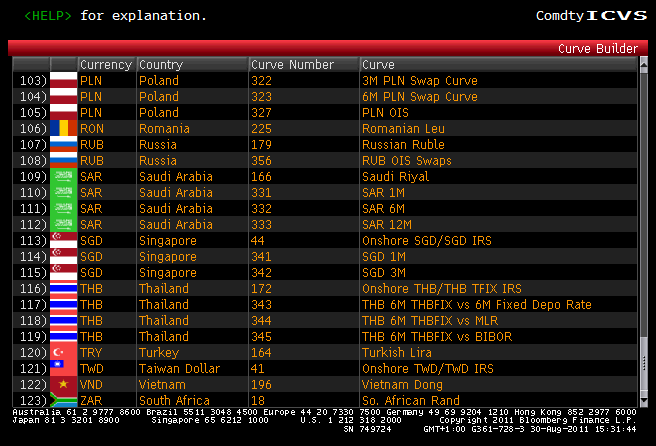 <HELP> for explanation. Comdty ICVS
Curve Builder
Currency Country Curve Number Curve
103) PLN Poland 322 3M PLN Swap Curve
104) PLN Poland 323 6M PLN Swap Curve
105) PLN Poland 327 PLN OIS
106) RON Romania 225 Romanian Leu
107) RUB Russia 179 Russian Ruble
108) RUB Russia 356 RUB OIS Swaps
109) SAR Saudi Arabia 166 Saudi Riyal
110) SAR Saudi Arabia 331 SAR 1M
111) SAR Saudi Arabia 332 SAR 6M
112) SAR Saudi Arabia 333 SAR 12M
113) SGD Singapore 44 Onshore SGD/SGD IRS
114) SGD Singapore 341 SGD 1M
115) SGD Singapore 342 SGD 3M
116) THB Thailand 172 Onshore THB/THB TFIX IRS
117) THB Thailand 343 THB 6M THBFIX vs 6M Fixed Depo Rate
118) THB Thailand 344 THB 6M THBFIX vs MLR
119) THB Thailand 345 THB 6M THBFIX vs BIBOR
120) TRY Turkey 164 Turkish Lira
121) TWD Taiwan Dollar 41 Onshore TWD/TWD IRS
122) VND Vietnam 196 Vietnam Dong
123) ZAR South Africa 18 So. African Rand
Australia 61 2 9777 8600 Brazil 5511 3048 4500 Europe 44 20 7330 7500 Germany 49 69 9204 1210 Hong Kong 852 2977 6000
Japan 81 3 3201 8900 Singapore 65 6212 1000 U.S. 1 212 318 2000 Copyright 2011 Bloomberg Finance L.P.
SN 749724 GMT+1:00 G361-728-3 30-Aug-2011 15:31:44